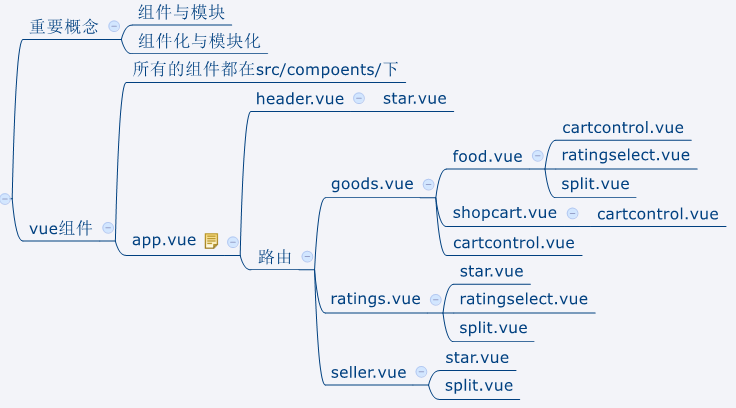 重要概念
组件与模块
组件化与模块化
vue组件
所有的组件都在src/compoents/下
app.vue
header.vue
star.vue
路由
goods.vue
food.vue
cartcontrol.vue
ratingselect.vue
split.vue
shopcart.vue
cartcontrol.vue
cartcontrol.vue
ratings.vue
star.vue
ratingselect.vue
split.vue
seller.vue
star.vue
split.vue